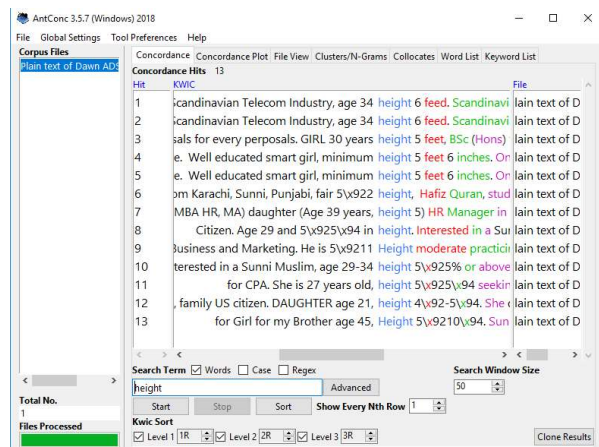 AntConc 3.5.7 (Windows) 2018
File Global Settings Tool Preferences Help
Corpus Files
Plain text of Dawn ADS
Concordance Concordance Plot File View Clusters/N-Grams Collocates Word List Keyword List
Concordance Hits 13
Hit KWIC File
1 Scandinavian Telecom Industry, age 34 height 6 feed. Scandinavi lain text of D
2 Scandinavian Telecom Industry, age 34 height 6 feed. Scandinavi lain text of D
3 sals for every perposals. GIRL 30 years height 5 feet, BSc (Hons) lain text of D
4 e. Well educated smart girl, minimum height 5 feet 6 inches. On lain text of D
5 e. Well educated smart girl, minimum height 5 feet 6 inches. On lain text of D
6 om Karachi, Sunni, Punjabi, fair 5\x922 height, Hafiz Quran, stud lain text of D
7 MBA HR, MA) daughter (Age 39 years, height 5) HR Manager in lain text of D
8 Citizen. Age 29 and 5\x925\x94 in height. Interested in a Sun lain text of D
9 Business and Marketing. He is 5\x9211 Height moderate practicin lain text of D
10 terested in a Sunni Muslim, age 29-34 height 5\x925% or above lain text of D
11 for CPA. She is 27 years old, height 5\x925\x94 seekin lain text of D
12 , family US citizen. DAUGHTER age 21, height 4\x92-5\x94. She lain text of D
13 for Girl for my Brother age 45, Height 5\x9210\x94. Sun lain text of D
Search Term Words Case Regex Search Window Size
height Advanced 50
Start Stop Sort Show Every Nth Row 1
Total No.
1
Files Processed
Kwic Sort
Level 1 1R Level 2 2R Level 3 3R Clone Results